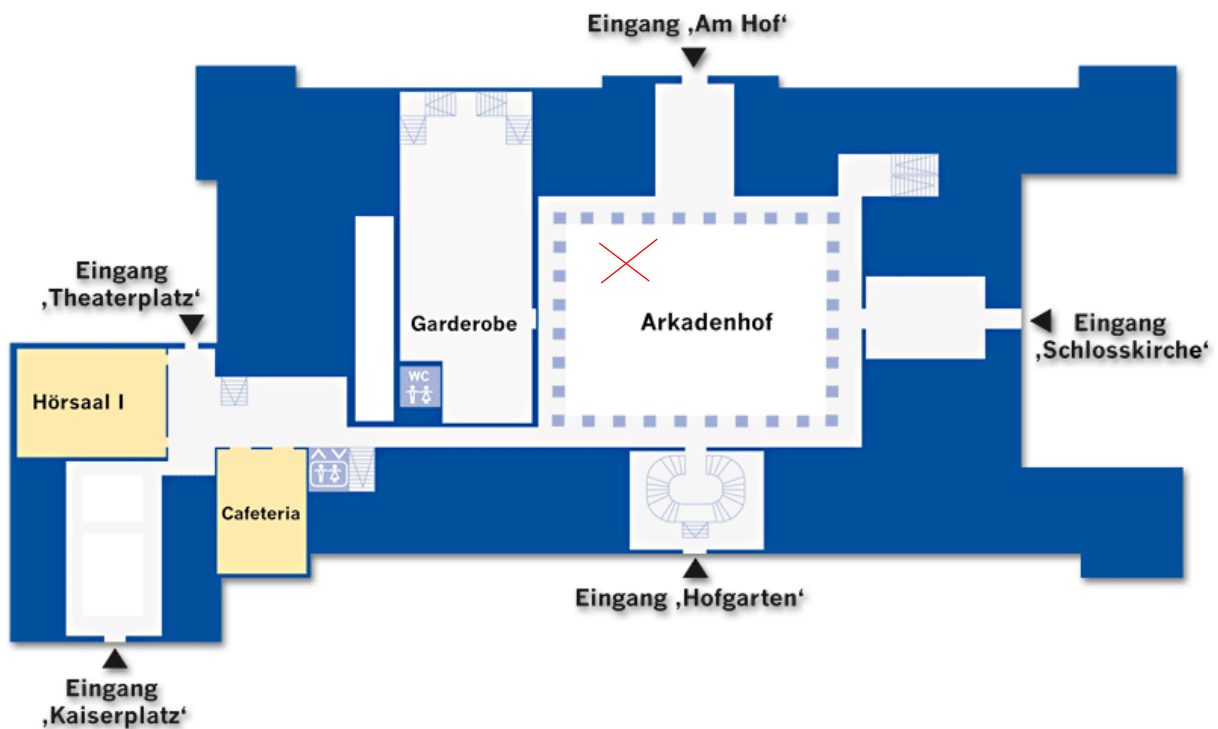 Eingang ‚Am Hof‘
Eingang
‚Theaterplatz‘
Garderobe
Arkadenhof
Eingang
‚Schlosskirche‘
WC
Hörsaal I
Cafeteria
Eingang ‚Hofgarten‘
Eingang
‚Kaiserplatz‘